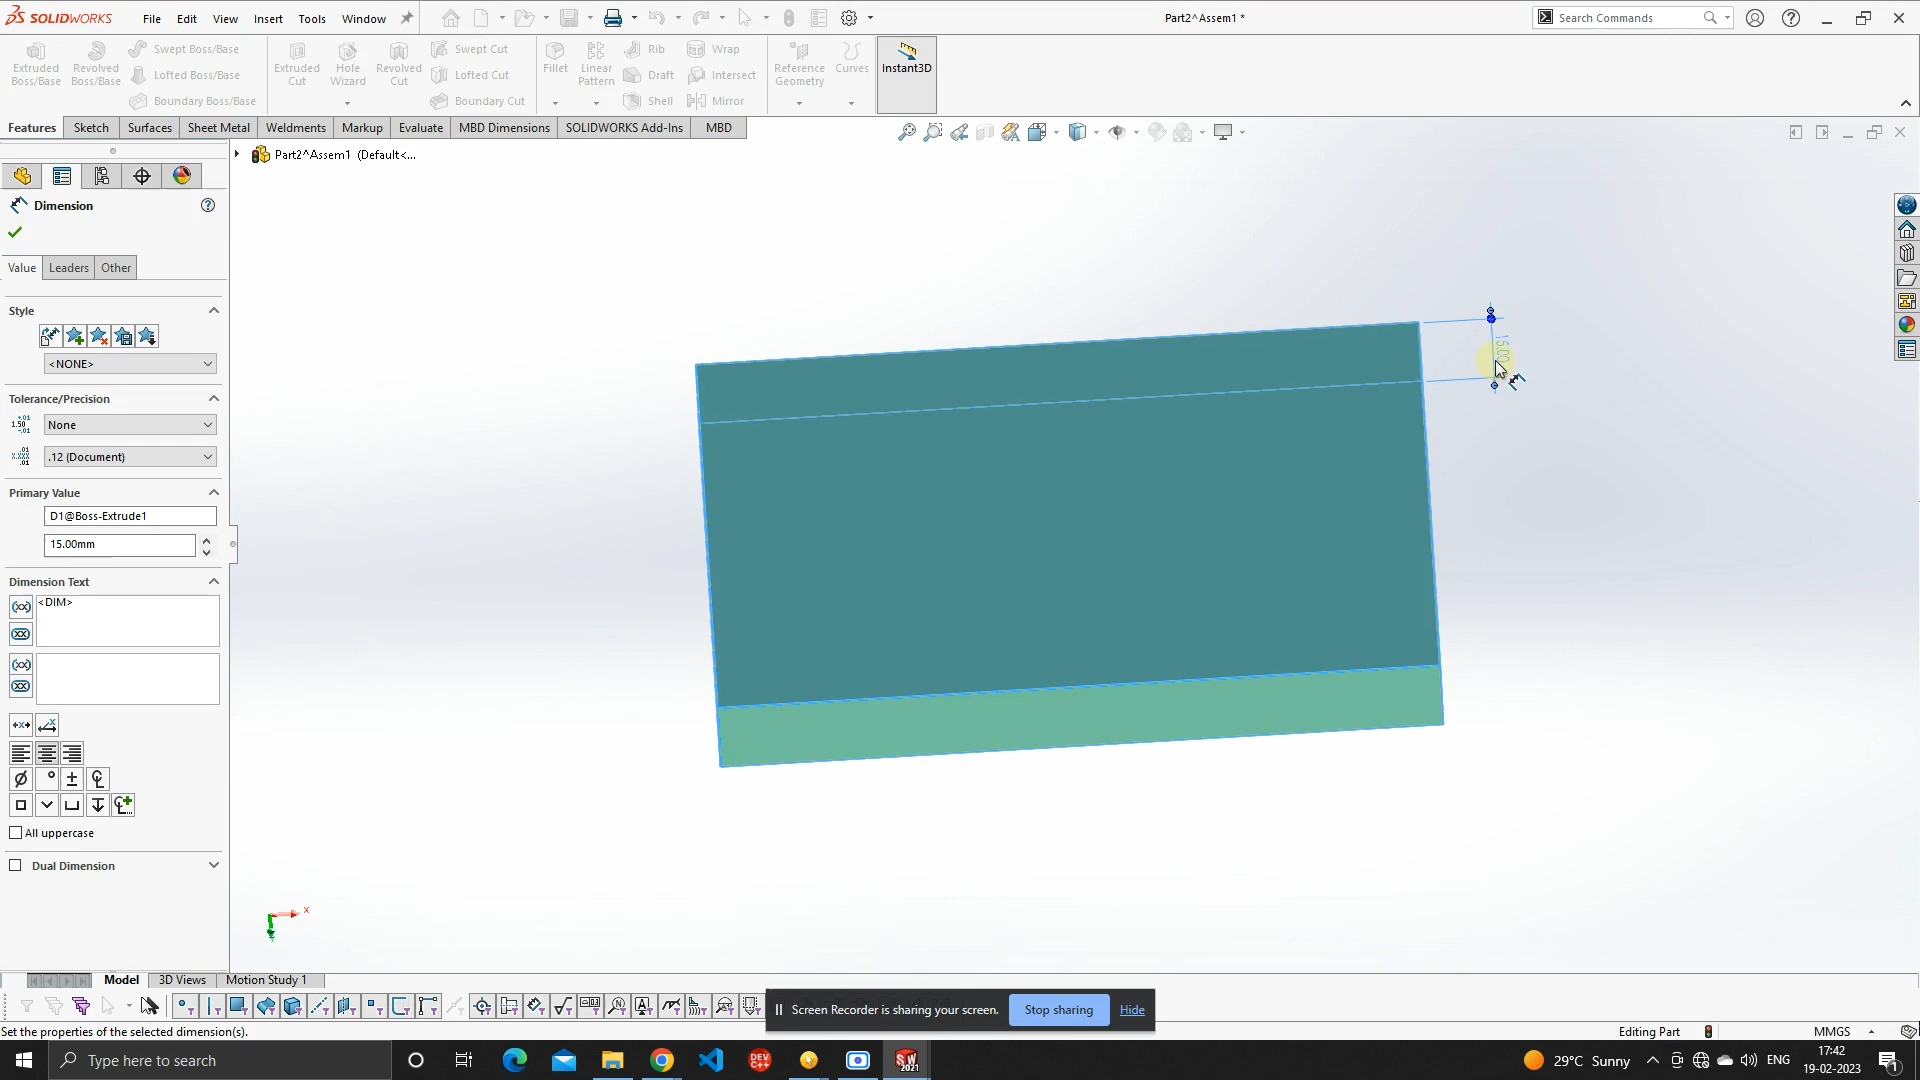 SOLIDWORKS
File Edit View Insert Tools Window
Part2^Assem1 *
Search Commands
Extruded Boss/Base
Revolved Boss/Base
Swept Boss/Base
Lofted Boss/Base
Boundary Boss/Base
Extruded Cut
Hole Wizard
Revolved Cut
Swept Cut
Lofted Cut
Boundary Cut
Fillet
Linear Pattern
Rib
Draft
Shell
Wrap
Intersect
Mirror
Reference Geometry
Curves
Instant3D
Features Sketch Surfaces Sheet Metal Weldments Markup Evaluate MBD Dimensions SOLIDWORKS Add-Ins MBD
Part2^Assem1 (Default<...
Dimension
Value Leaders Other
Style
<NONE>
Tolerance/Precision
None
.12 (Document)
Primary Value
D1@Boss-Extrude1
15.00mm
Dimension Text
<DIM>
All uppercase
Dual Dimension
15.00
x
Model 3D Views Motion Study 1
Screen Recorder is sharing your screen. Stop sharing Hide
Set the properties of the selected dimension(s).
Editing Part
MMGS
Type here to search
DEV C++
SW 2021
29°C Sunny
ENG
17:42
19-02-2023
1